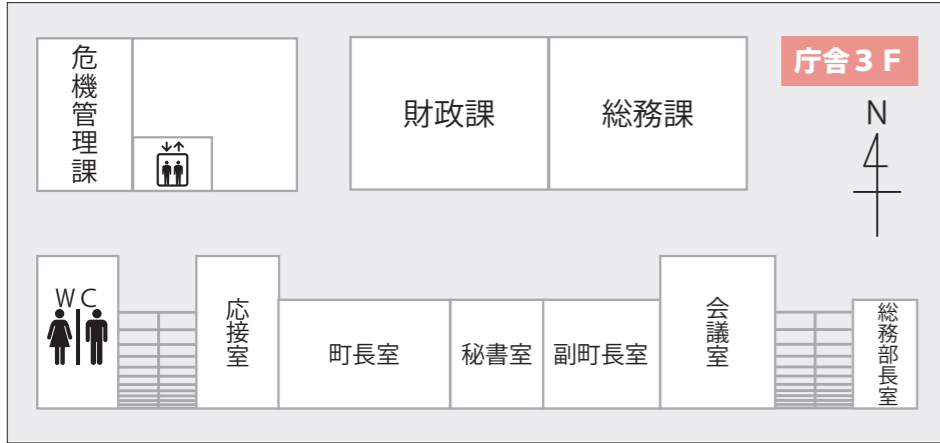 庁舎3F
N
危機管理課
財政課
総務課
WC
応接室
町長室
秘書室
副町長室
会議室
総務部長室